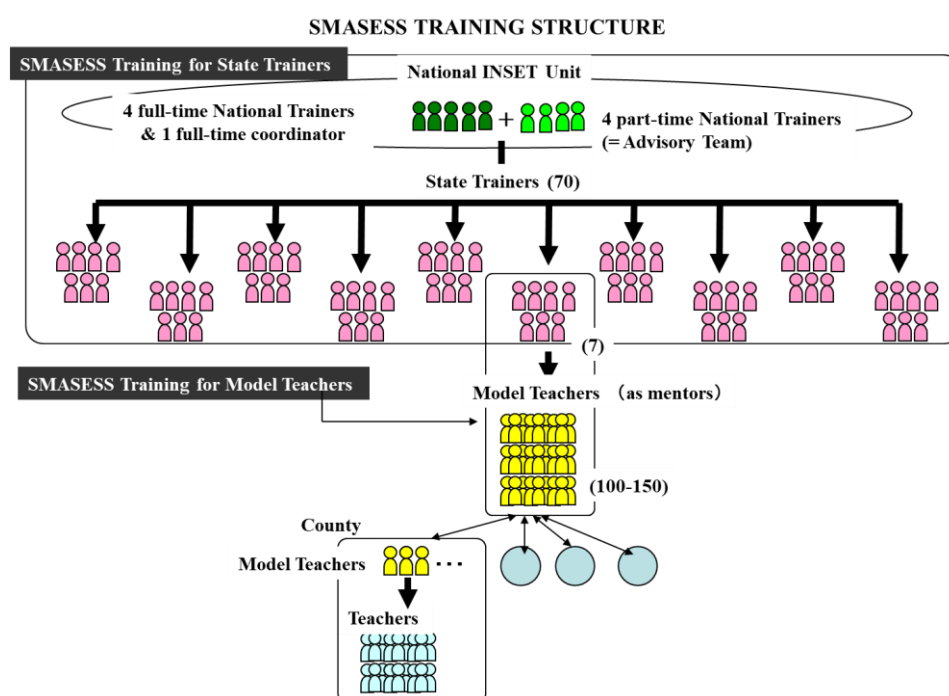 SMASESS TRAINING STRUCTURE
SMASESS Training for State Trainers
National INSET Unit
4 full-time National Trainers
& 1 full-time coordinator
+
4 part-time National Trainers
(= Advisory Team)
State Trainers (70)
(7)
SMASESS Training for Model Teachers
Model Teachers （as mentors）
(100-150)
County
Model Teachers
･･･
Teachers